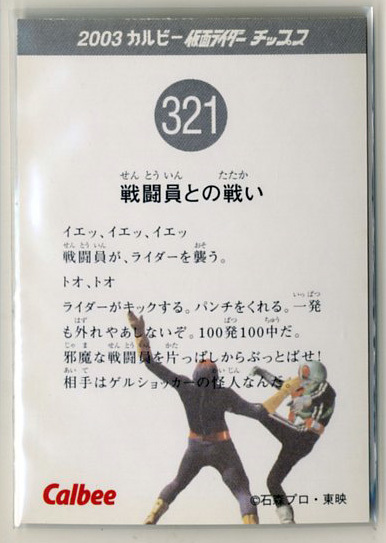 2003 カルビー 仮面ライダー チップス
321
せんとういん たたか
戦闘員との戦い
イエッ、イエッ、イエッ
せんとういん おそ
戦闘員が、ライダーを襲う。
トオ、トオ
いっぱつ
ライダーがキックする。パンチをくれる。一発
はず ぱつ ちゅう
も外れやあしないぞ。100発100中だ。
じゃま せんとういん かた
邪魔な戦闘員を片っぱしからぶっとばせ!
あいて かいじん
相手はゲルショッカーの怪人なんだ
Calbee
©石森プロ・東映